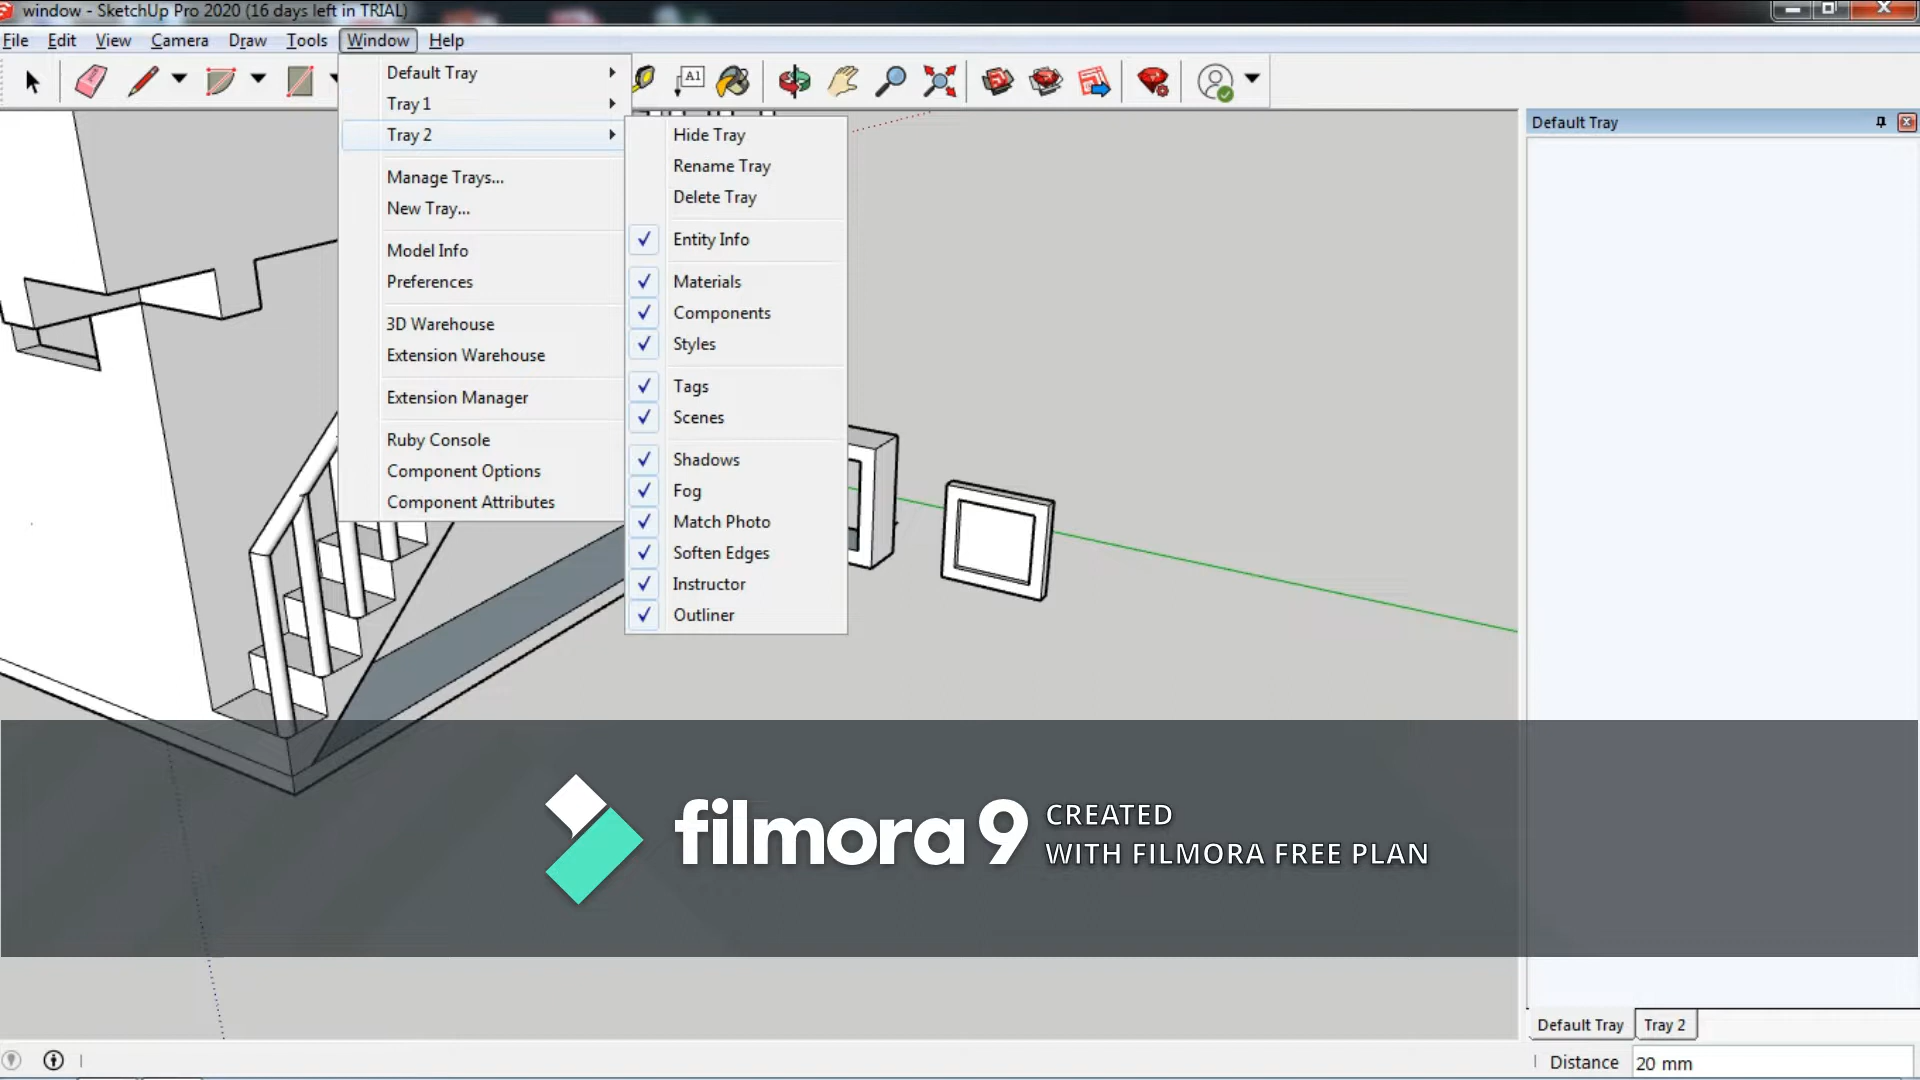 window - SketchUp Pro 2020 (16 days left in TRIAL)
File Edit View Camera Draw Tools Window Help
A1
Default Tray
Tray 1
Tray 2
Manage Trays...
New Tray...
Model Info
Preferences
3D Warehouse
Extension Warehouse
Extension Manager
Ruby Console
Component Options
Component Attributes
Hide Tray
Rename Tray
Delete Tray
Entity Info
Materials
Components
Styles
Tags
Scenes
Shadows
Fog
Match Photo
Soften Edges
Instructor
Outliner
Default Tray
filmora 9
CREATED
WITH FILMORA FREE PLAN
Default Tray Tray 2
Distance 20 mm